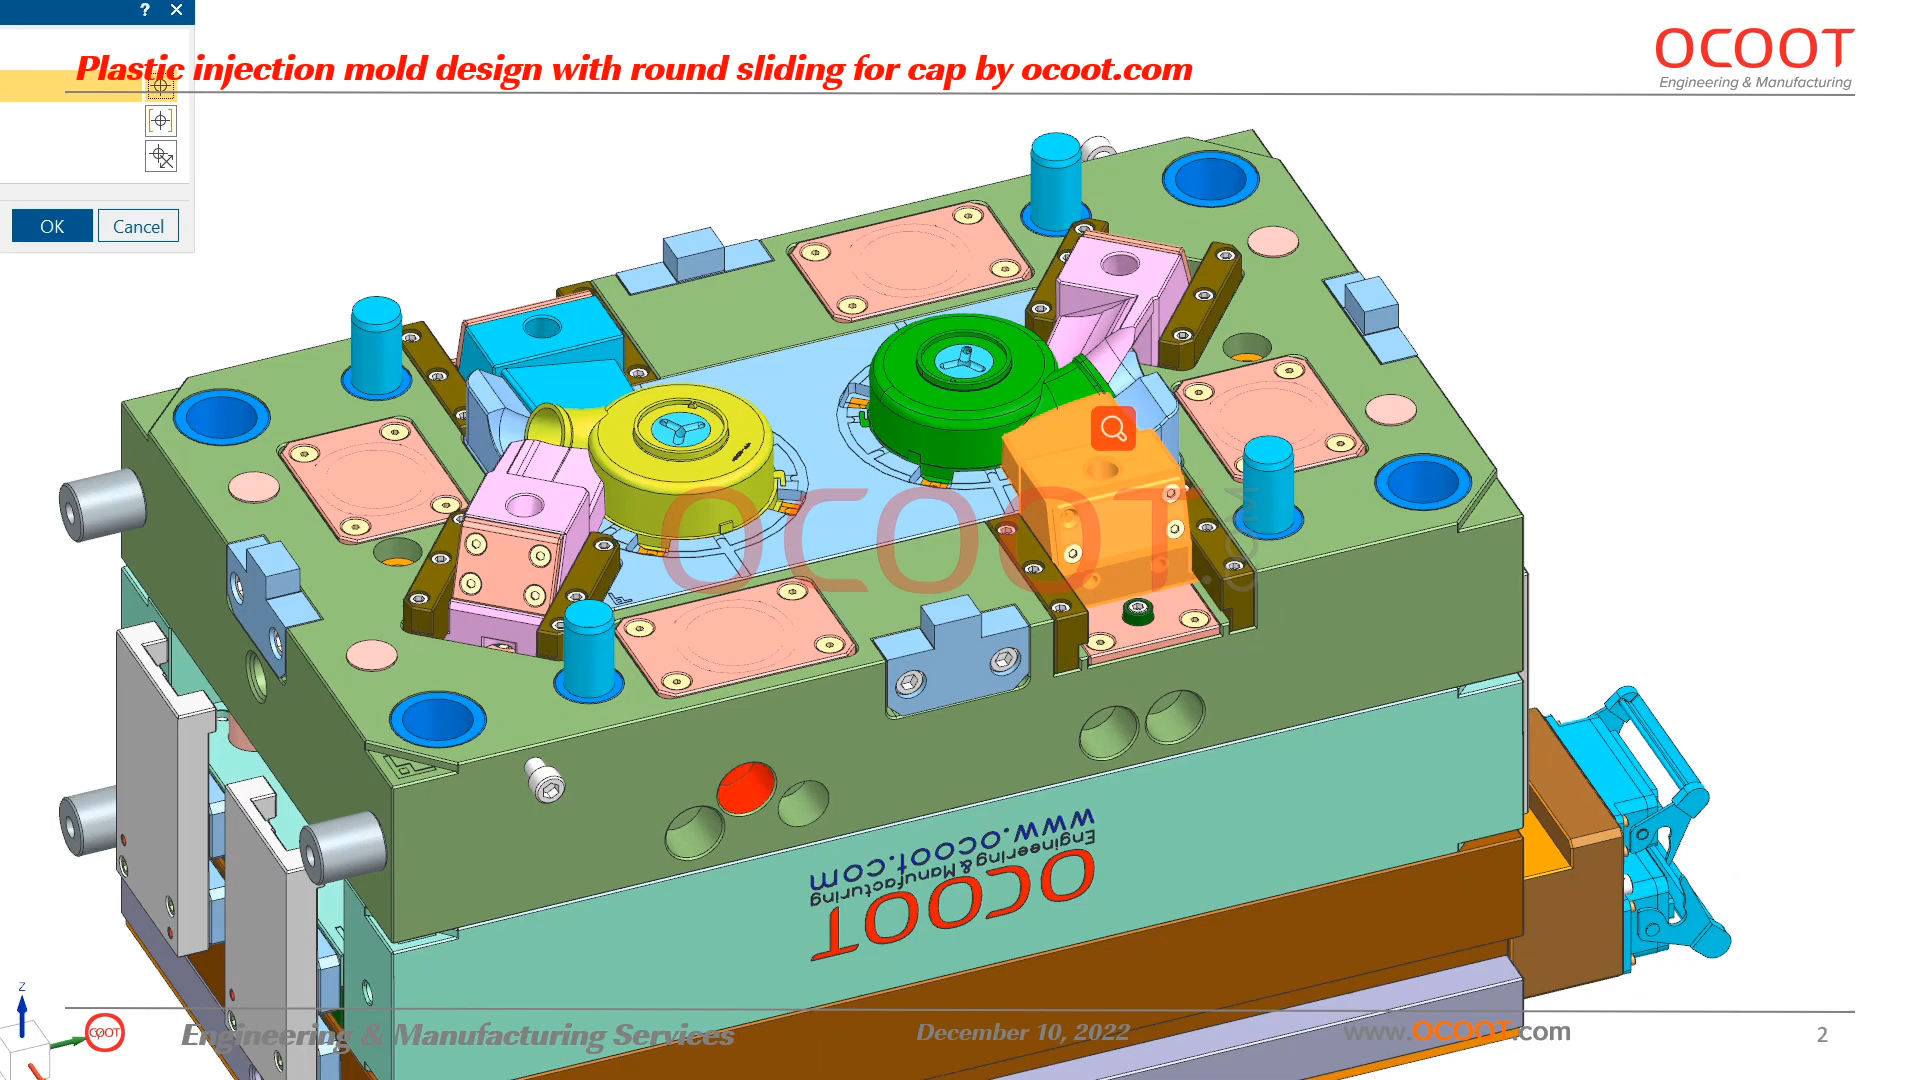 ?
Plastic injection mold design with round sliding for cap by ocoot.com
OCOOT
Engineering & Manufacturing
OK
Cancel
OCOOT
.COM
www.ocoot.com
Engineering & Manufacturing
OCOOT
Z
OCOOT
Engineering & Manufacturing Services
December 10, 2022
www.OCOOT.com
2